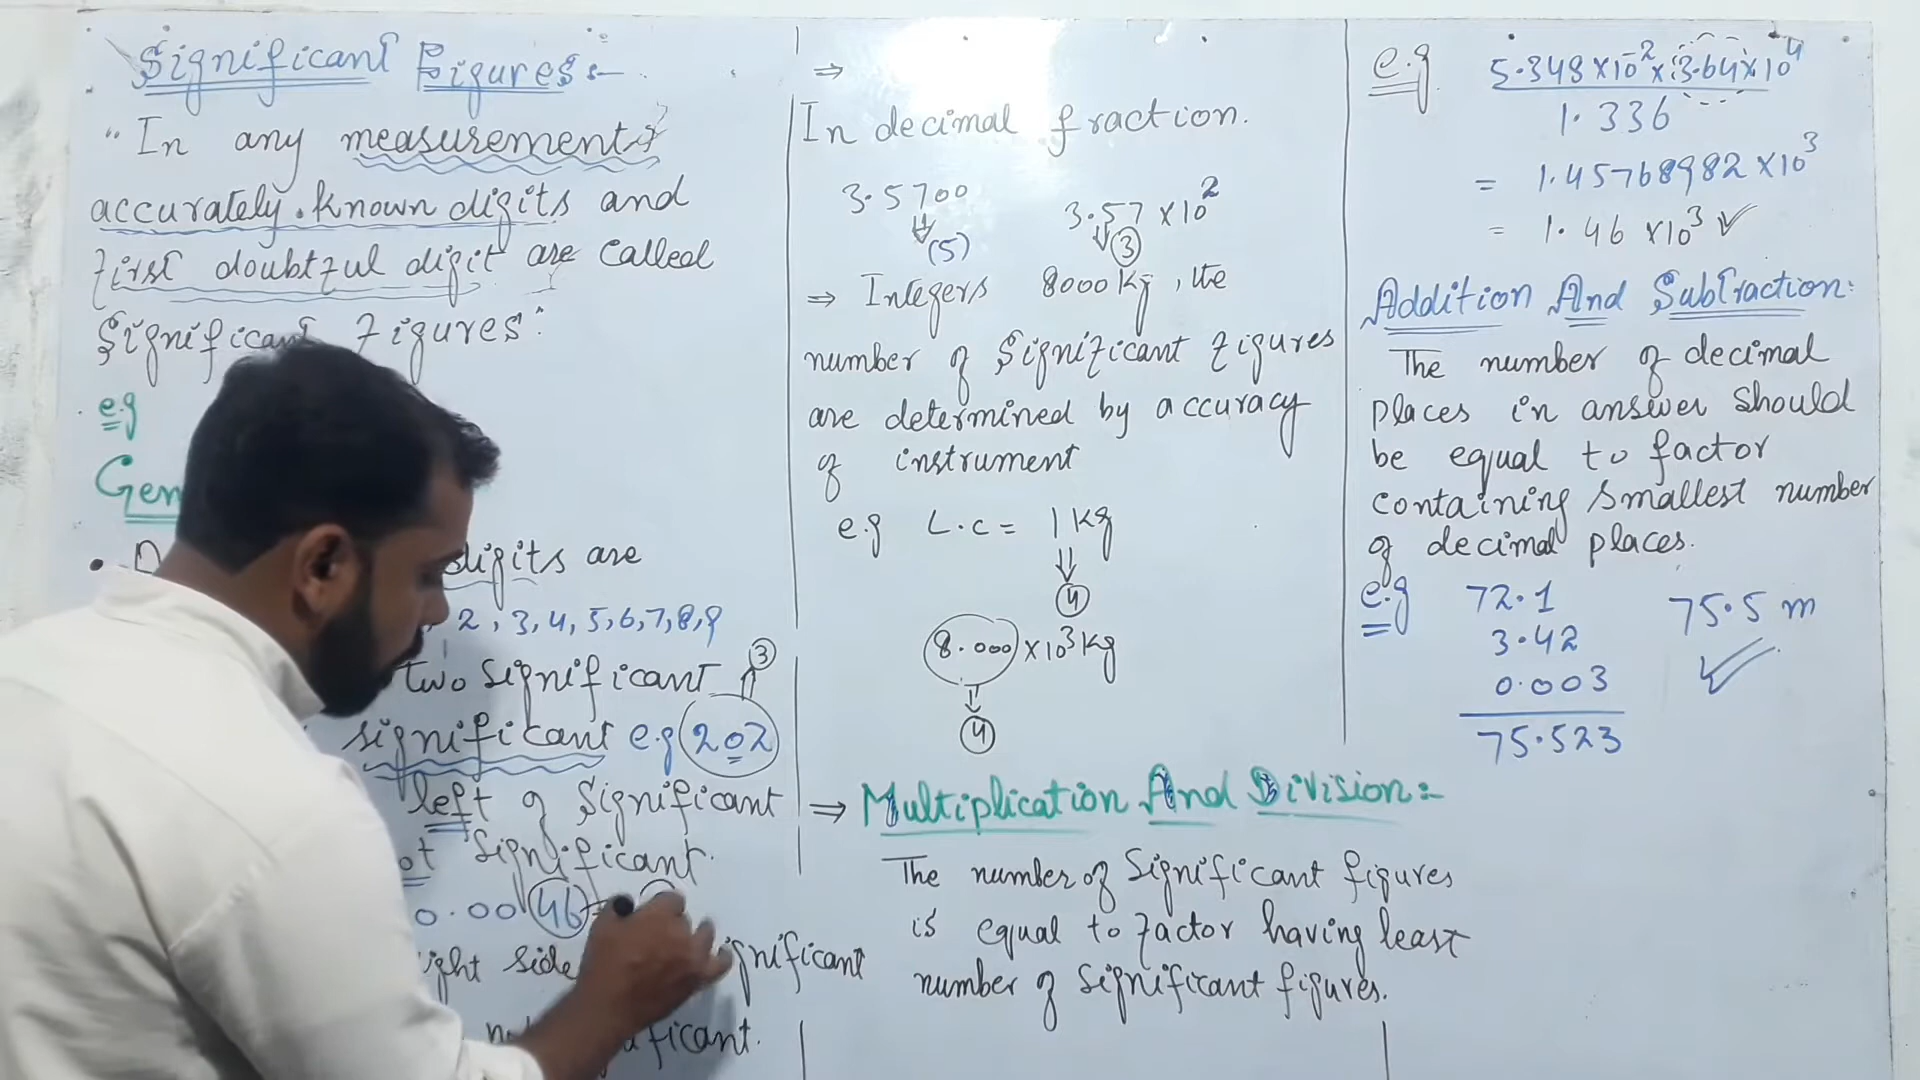 Significant Figures:-
"In any measurement,
accurately known digits and
first doubtful digit are called
Significant figures:
e.g
Gen
digits are
2, 3, 4, 5, 6, 7, 8, 9
two significant 3
significant e.g 202
left of Significant
Significant.
0.0046
side
significant.
⇒
In decimal fraction.
3.5700 3.57 × 10²
(5) 3
⇒ Integers 8000 kg, the
number of Significant figures
are determined by accuracy
of instrument
e.g L.c = 1 kg
4
8.000 × 10³ kg
4
⇒ Multiplication And Division:-
The number of Significant figures
is equal to factor having least
number of Significant figures.
e.g 5.348 × 10⁻² × 3.64 × 10⁴
1.336
= 1.45768982 × 10³
= 1.46 × 10³ ✓
Addition And Subtraction:
The number of decimal
places in answer should
be equal to factor
containing smallest number
of decimal places.
e.g 72.1 75.5 m
3.42 ✓
0.003
75.523